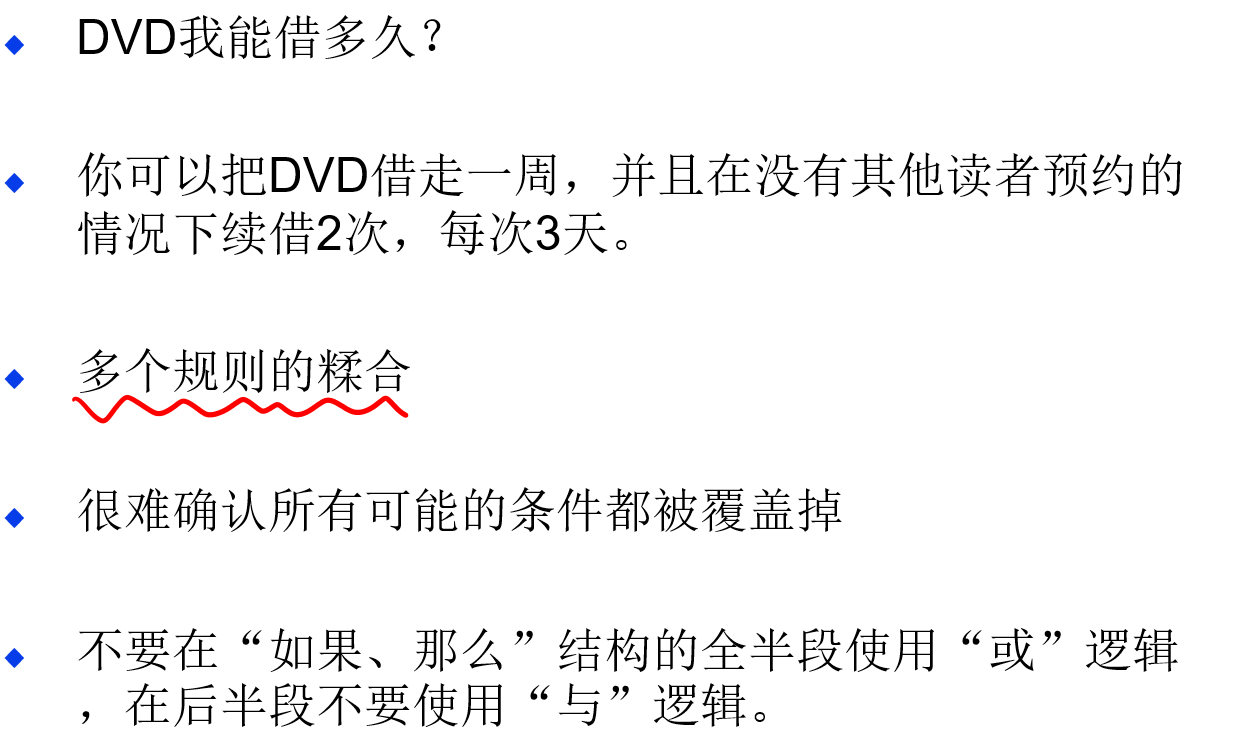 DVD我能借多久?
你可以把DVD借走一周，并且在没有其他读者预约的
情况下续借2次，每次3天。
多个规则的糅合
很难确认所有可能的条件都被覆盖掉
不要在“如果、那么”结构的全半段使用“或”逻辑
，在后半段不要使用“与”逻辑。